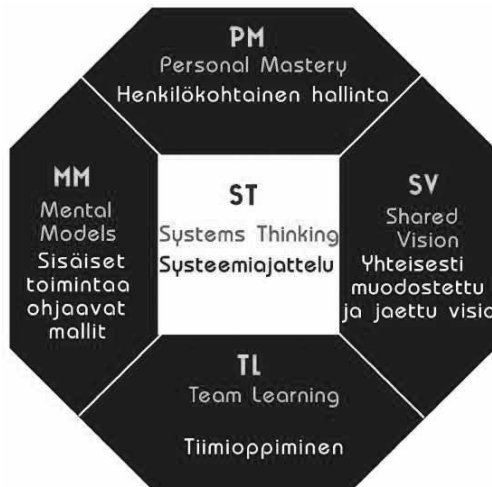 PM
Personal Mastery
Henkilökohtainen hallinta
MM
Mental
Models
Sisäiset
toimintaa
ohjaavat
mallit
ST
Systems Thinking
Systeemiajattelu
SV
Shared
Vision
Yhteisesti
muodostettu
ja jaettu visio
TL
Team Learning
Tiimioppiminen